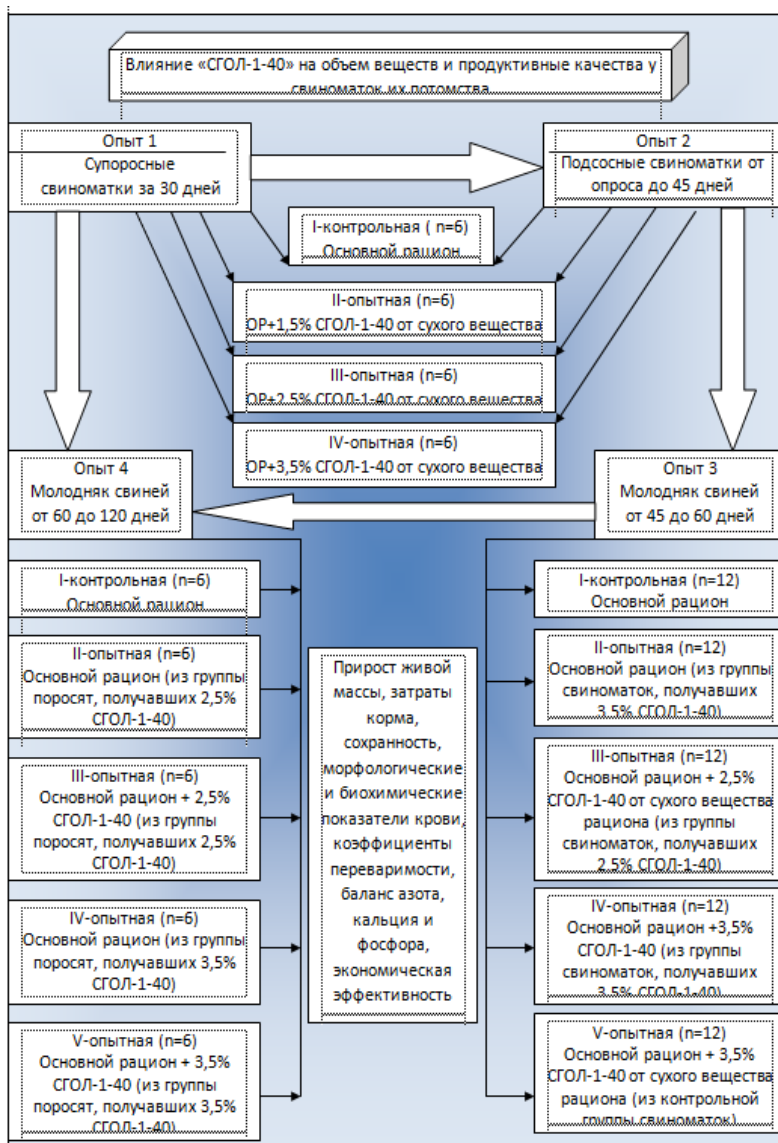 Влияние «СГОЛ-1-40» на объем веществ и продуктивные качества у
свиноматок их потомства
Опыт 1
Супоросные
свиноматки за 30 дней
Опыт 2
Подсосные свиноматки от
опроса до 45 дней
I-контрольная ( n=6)
Основной рацион
II-опытная (n=6)
ОР+1,5% СГОЛ-1-40 от сухого вещества
III-опытная (n=6)
ОР+2,5% СГОЛ-1-40 от сухого вещества
IV-опытная (n=6)
ОР+3,5% СГОЛ-1-40 от сухого вещества
Опыт 4
Молодняк свиней
от 60 до 120 дней
Опыт 3
Молодняк свиней
от 45 до 60 дней
I-контрольная (n=6)
Основной рацион
II-опытная (n=6)
Основной рацион (из группы
поросят, получавших 2,5%
СГОЛ-1-40)
III-опытная (n=6)
Основной рацион + 2,5%
СГОЛ-1-40 (из группы
поросят, получавших 2,5%
СГОЛ-1-40)
IV-опытная (n=6)
Основной рацион (из группы
поросят, получавших 3,5%
СГОЛ-1-40)
V-опытная (n=6)
Основной рацион + 3,5%
СГОЛ-1-40 (из группы
поросят, получавших 3,5%
СГОЛ-1-40)
Прирост живой
массы, затраты
корма,
сохранность,
морфологические
и биохимические
показатели крови,
коэффициенты
переваримости,
баланс азота,
кальция и
фосфора,
экономическая
эффективность
I-контрольная (n=12)
Основной рацион
II-опытная (n=12)
Основной рацион (из группы
свиноматок, получавших
3,5% СГОЛ-1-40)
III-опытная (n=12)
Основной рацион + 2,5%
СГОЛ-1-40 от сухого вещества
рациона (из группы
свиноматок, получавших
2,5% СГОЛ-1-40)
IV-опытная (n=12)
Основной рацион +3,5%
СГОЛ-1-40 (из группы
свиноматок, получавших
3,5% СГОЛ-1-40)
V-опытная (n=12)
Основной рацион + 3,5%
СГОЛ-1-40 от сухого вещества
рациона (из контрольной
группы свиноматок)